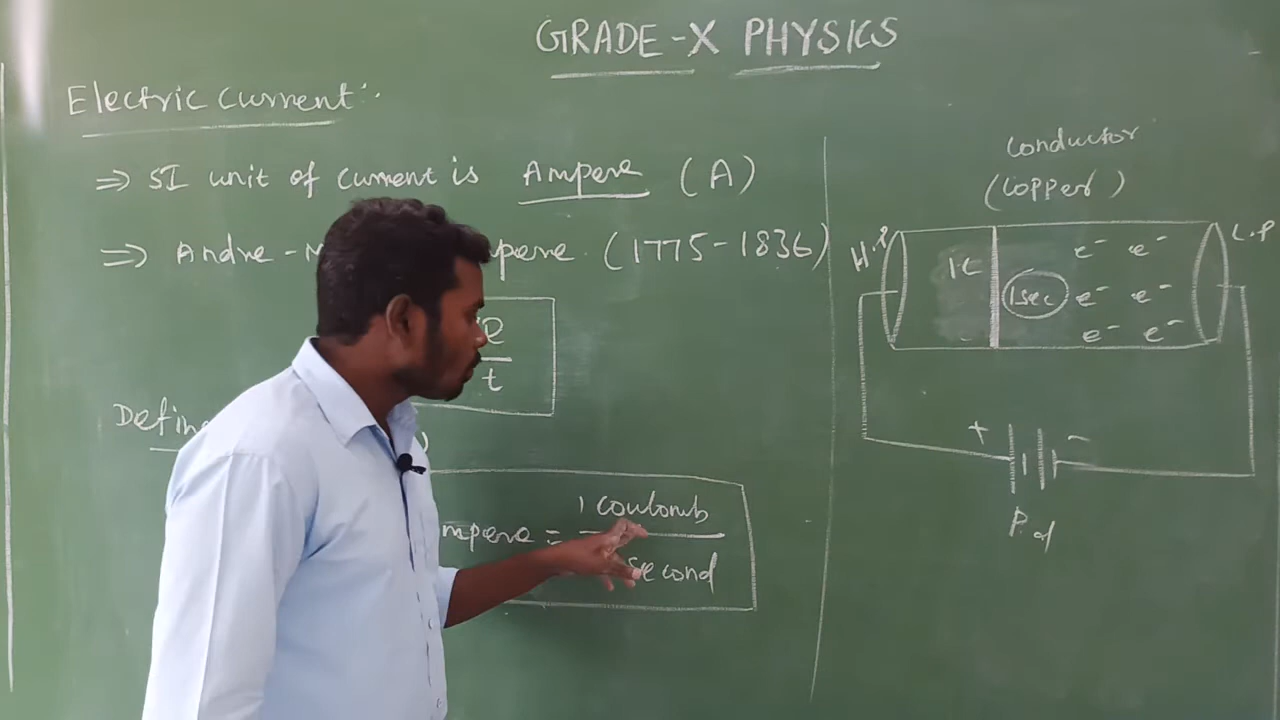 GRADE-X PHYSICS
Electric Current:-
⇒ SI unit of Current is Ampere (A)
⇒ Andre-M pere. (1775-1836)
t
Defin )
mpere = 1 coulomb
second
conductor
(copper)
H.P L.P
1C 1sec e⁻ e⁻
e⁻ e⁻
e⁻ e⁻
+ -
P.d